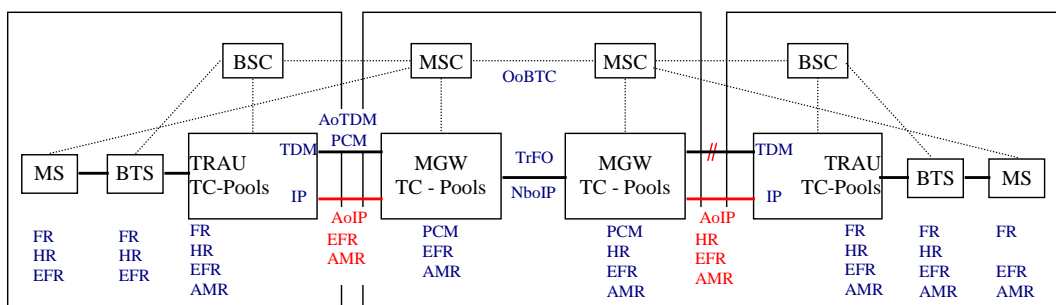 BSC
MSC
MSC
BSC
OoBTC
AoTDM
PCM
MS
BTS
TRAU
TC-Pools
TDM
IP
MGW
TC - Pools
TrFO
NboIP
MGW
TC - Pools
//
TDM
IP
TRAU
TC-Pools
BTS
MS
FR
HR
EFR
FR
HR
EFR
FR
HR
EFR
AMR
AoIP
EFR
AMR
PCM
EFR
AMR
PCM
HR
EFR
AMR
AoIP
HR
EFR
AMR
FR
HR
EFR
AMR
FR
HR
EFR
AMR
FR
EFR
AMR